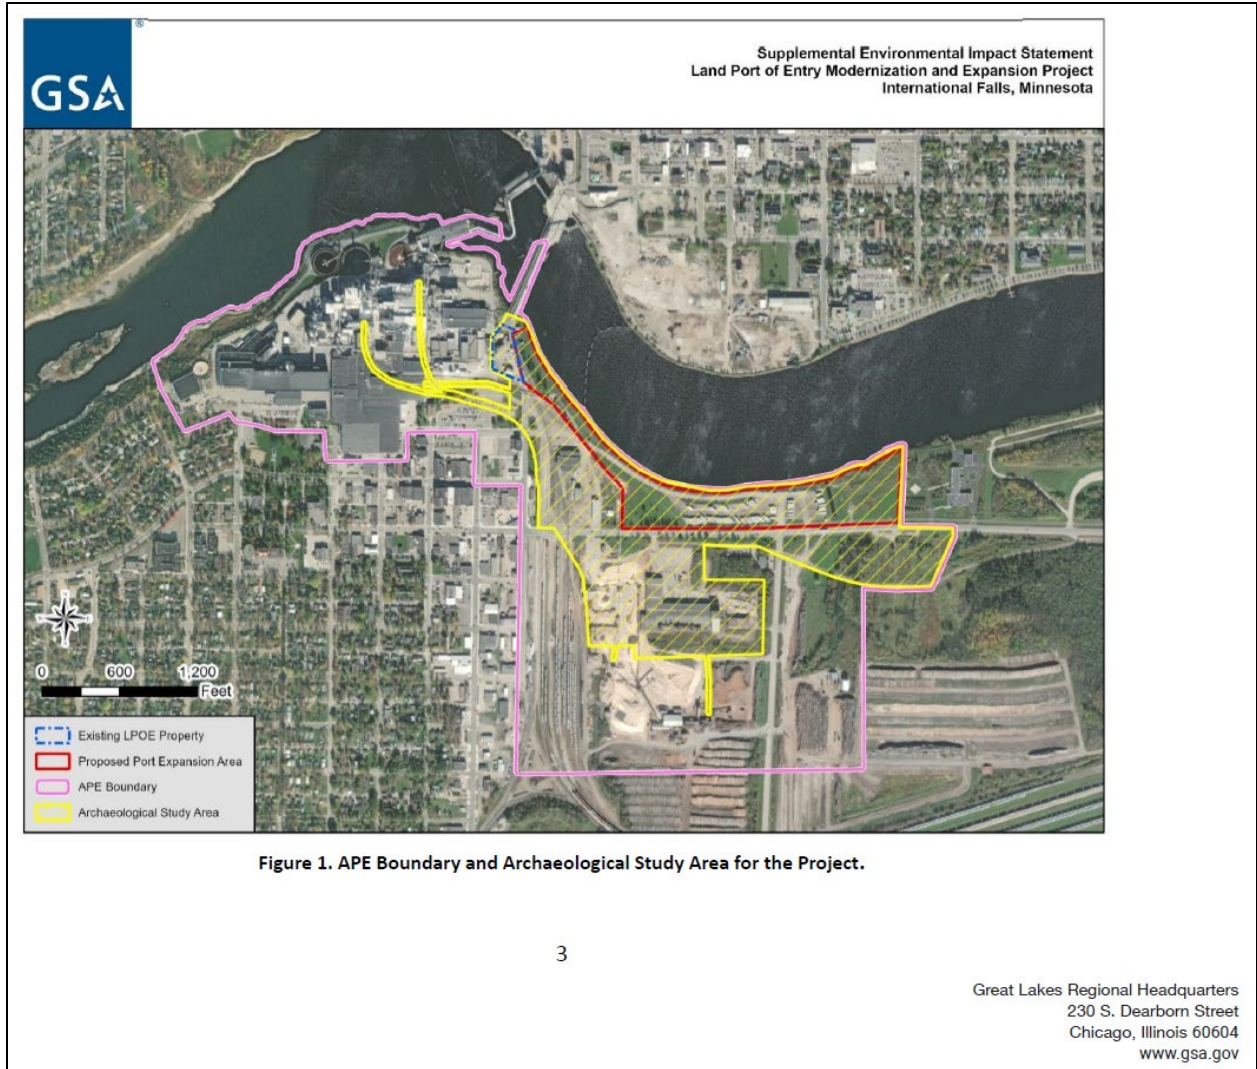 ®
GSA
Supplemental Environmental Impact Statement
Land Port of Entry Modernization and Expansion Project
International Falls, Minnesota
0 600 1,200
Feet
Existing LPOE Property
Proposed Port Expansion Area
APE Boundary
Archaeological Study Area
Figure 1. APE Boundary and Archaeological Study Area for the Project.
3
Great Lakes Regional Headquarters
230 S. Dearborn Street
Chicago, Illinois 60604
www.gsa.gov